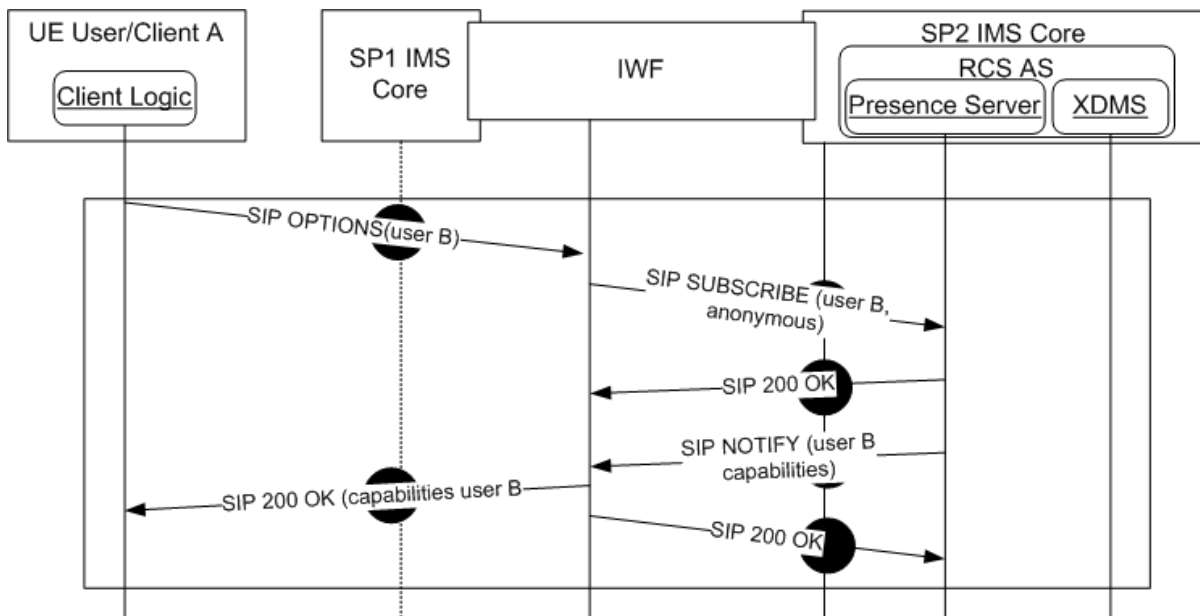 UE User/Client A
Client Logic
SP1 IMS
Core
IWF
SP2 IMS Core
RCS AS
Presence Server
XDMS
SIP OPTIONS(user B)
SIP SUBSCRIBE (user B,
anonymous)
SIP 200 OK
SIP NOTIFY (user B
capabilities)
SIP 200 OK (capabilities user B
SIP 200 OK